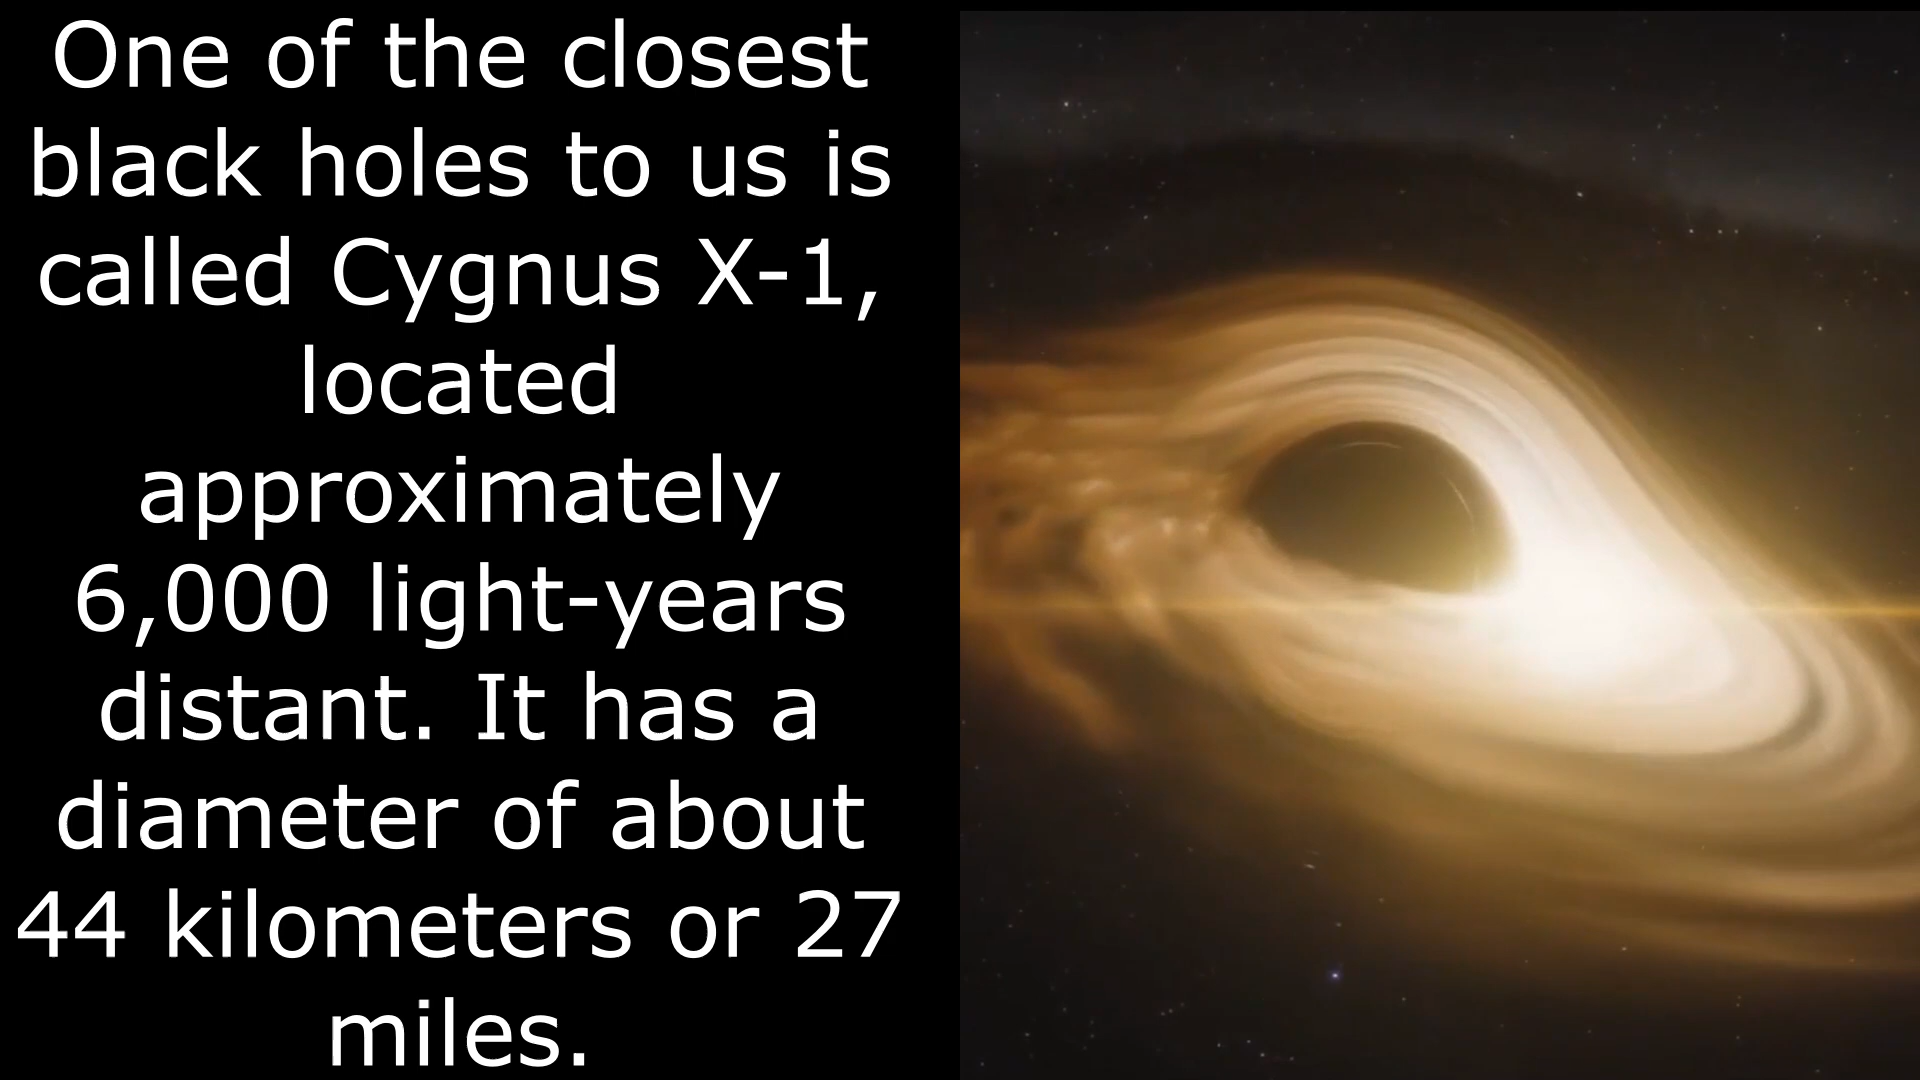 One of the closest
black holes to us is
called Cygnus X-1,
located
approximately
6,000 light-years
distant. It has a
diameter of about
44 kilometers or 27
miles.